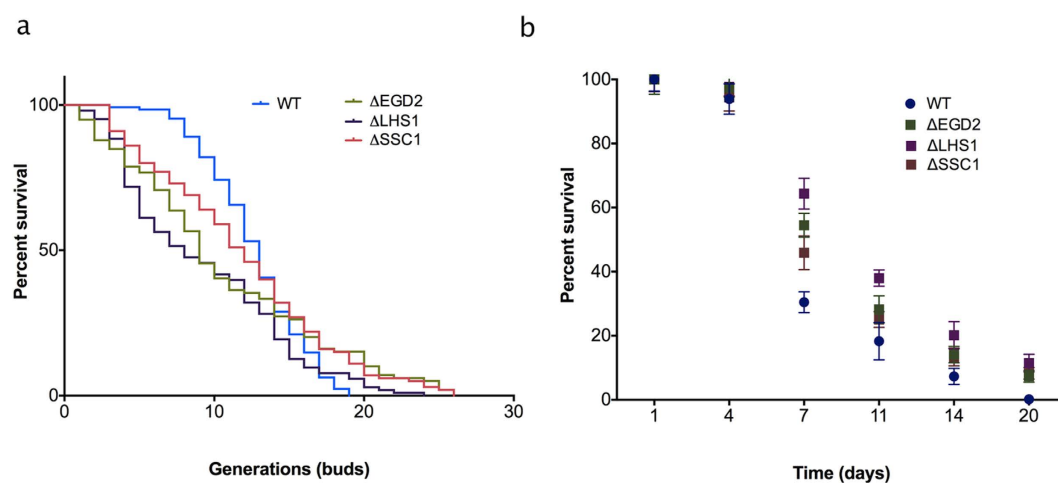 a
b
100
50
0
Percent survival
WT
ΔEGD2
ΔLHS1
ΔSSC1
0
10
20
30
Generations (buds)
100
80
60
40
20
0
Percent survival
WT
ΔEGD2
ΔLHS1
ΔSSC1
1
4
7
11
14
20
Time (days)